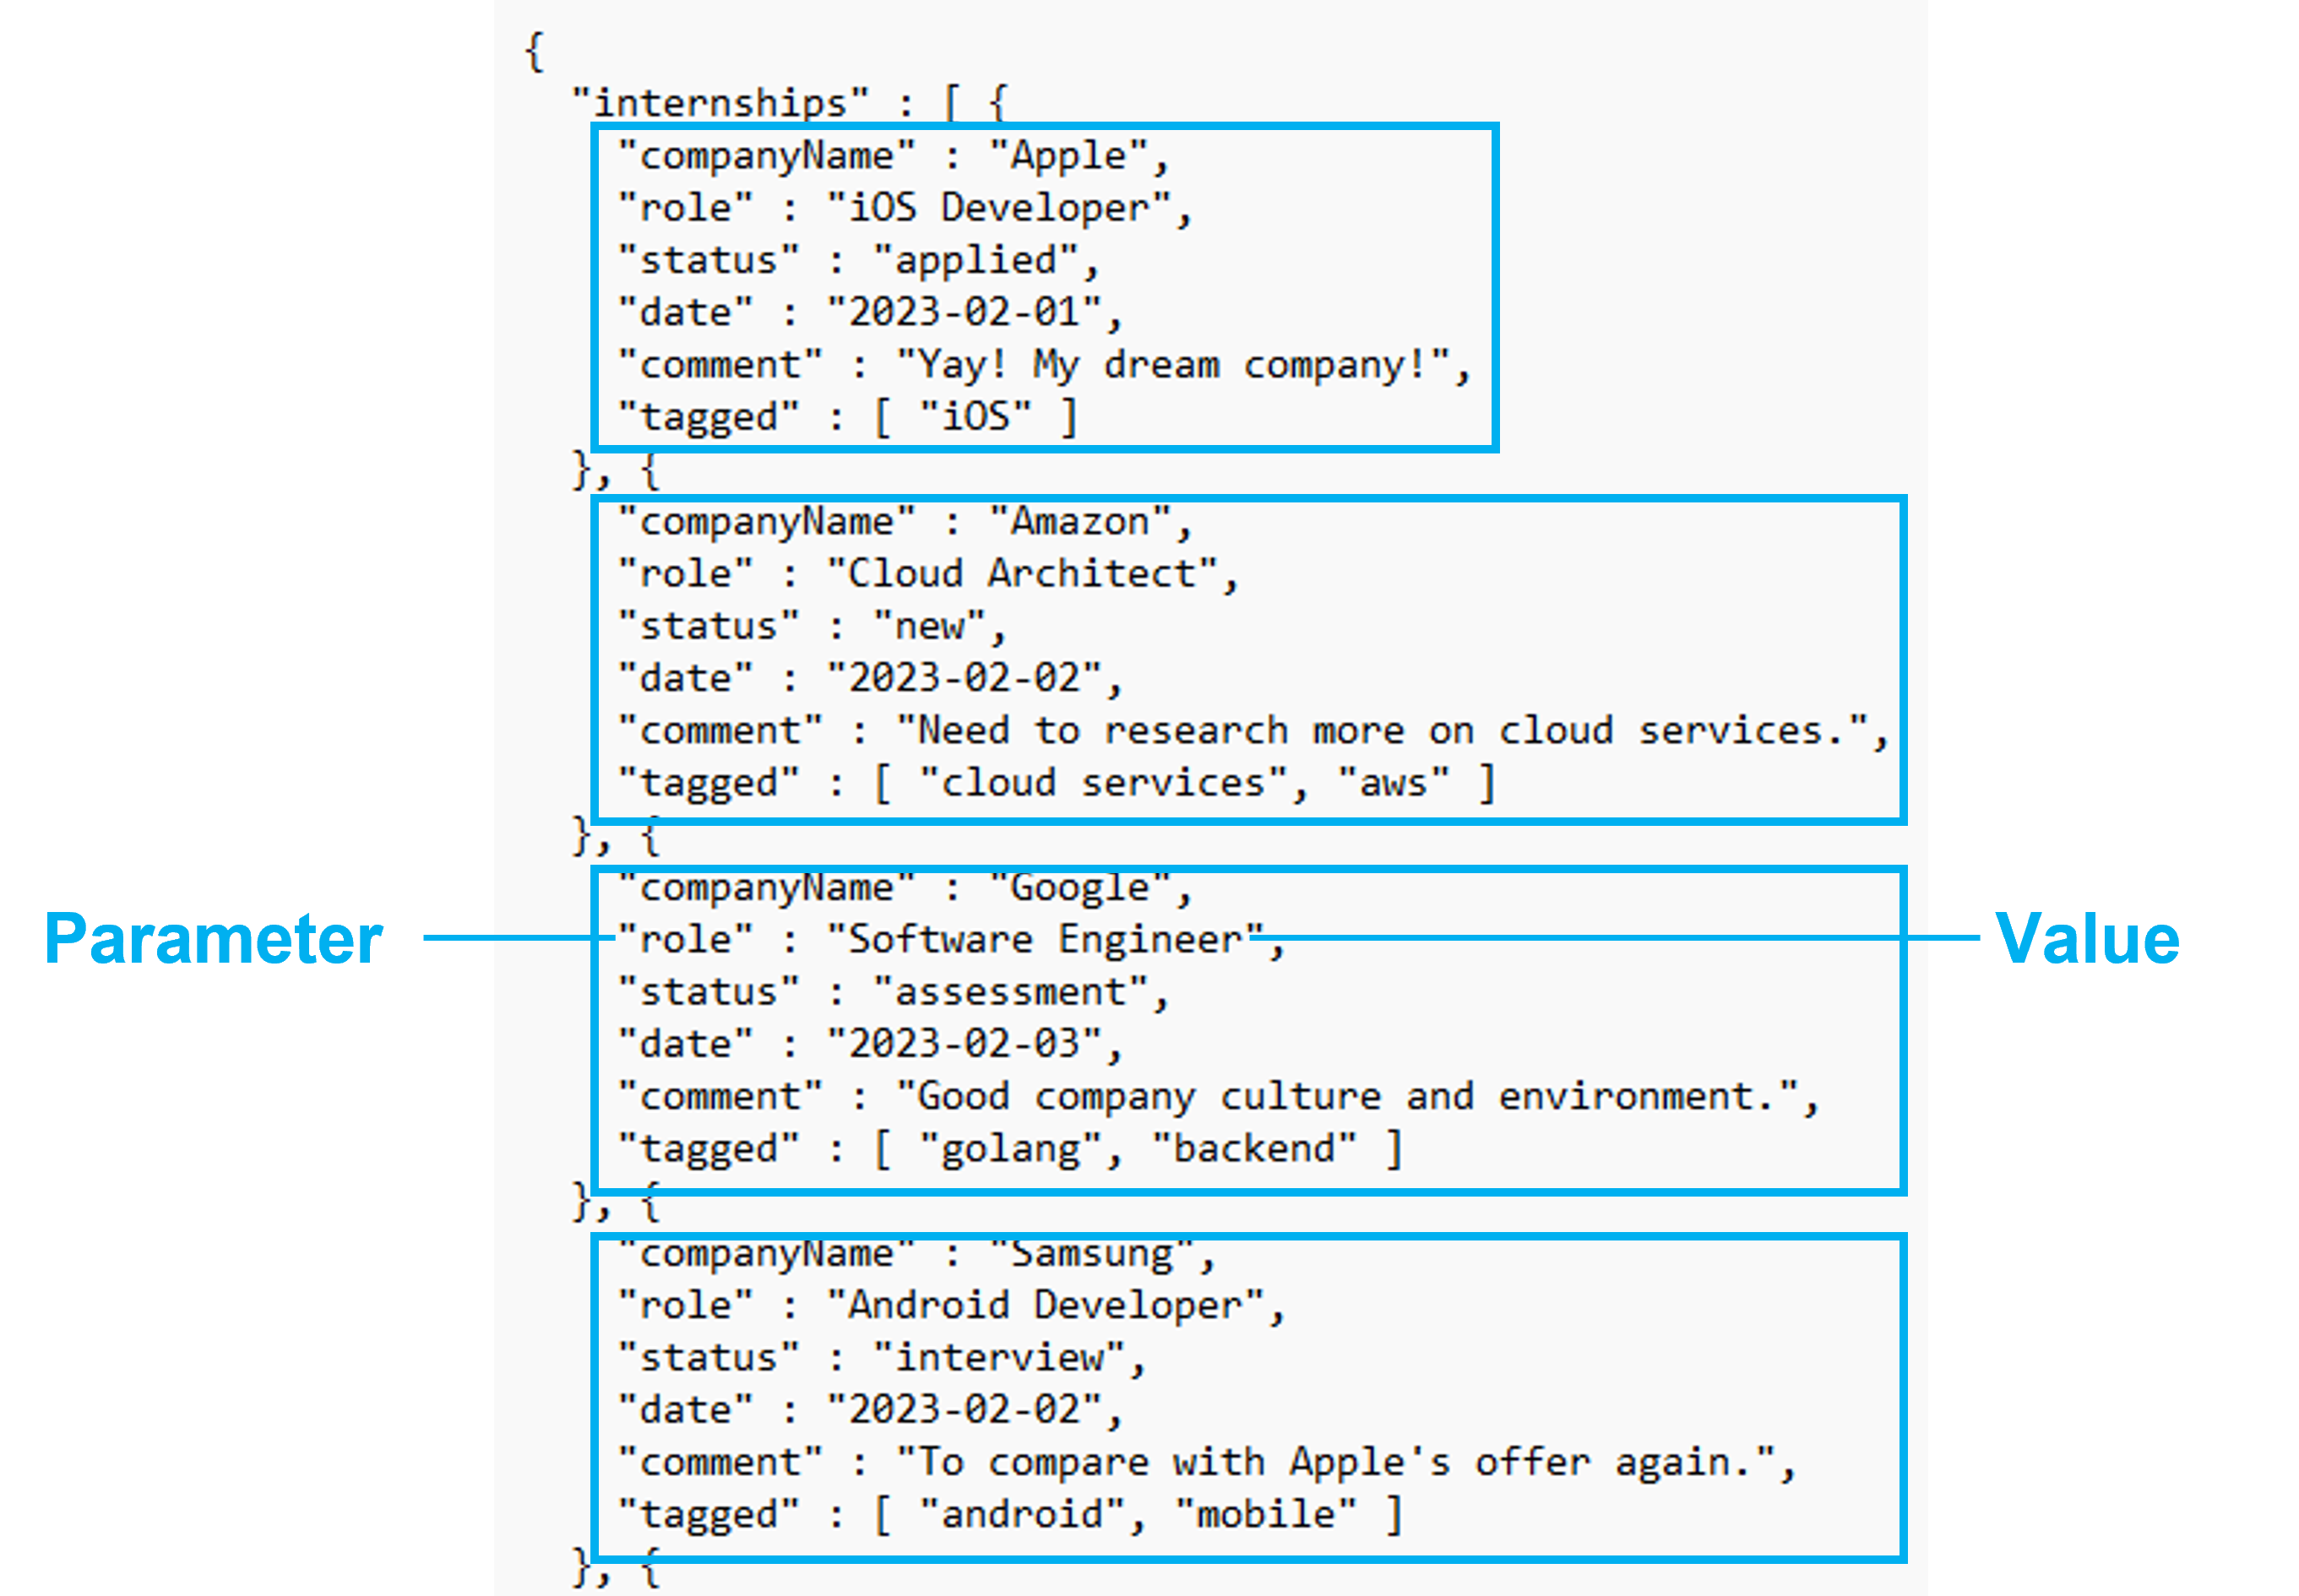 {
"internships" : [ {
"companyName" : "Apple",
"role" : "iOS Developer",
"status" : "applied",
"date" : "2023-02-01",
"comment" : "Yay! My dream company!",
"tagged" : [ "iOS" ]
}, {
"companyName" : "Amazon",
"role" : "Cloud Architect",
"status" : "new",
"date" : "2023-02-02",
"comment" : "Need to research more on cloud services.",
"tagged" : [ "cloud services", "aws" ]
}, {
"companyName" : "Google",
Parameter "role" : "Software Engineer", Value
"status" : "assessment",
"date" : "2023-02-03",
"comment" : "Good company culture and environment.",
"tagged" : [ "golang", "backend" ]
}, {
"companyName" : "Samsung",
"role" : "Android Developer",
"status" : "interview",
"date" : "2023-02-02",
"comment" : "To compare with Apple's offer again.",
"tagged" : [ "android", "mobile" ]
}, {